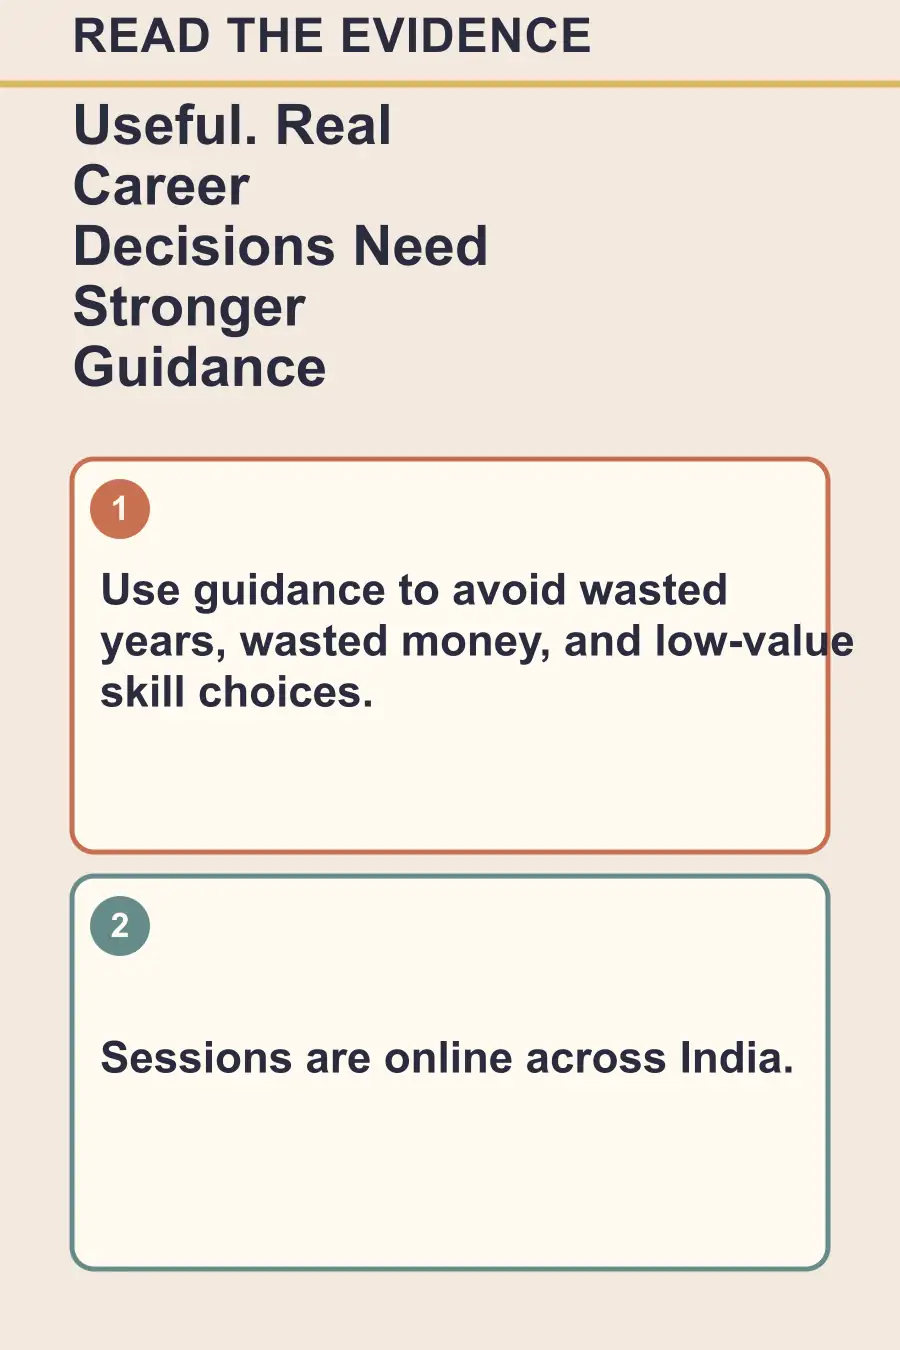 READ THE EVIDENCE
Useful. Real
Career
Decisions Need
Stronger
Guidance
1
Use guidance to avoid wasted
years, wasted money, and low-value
skill choices.
2
Sessions are online across India.